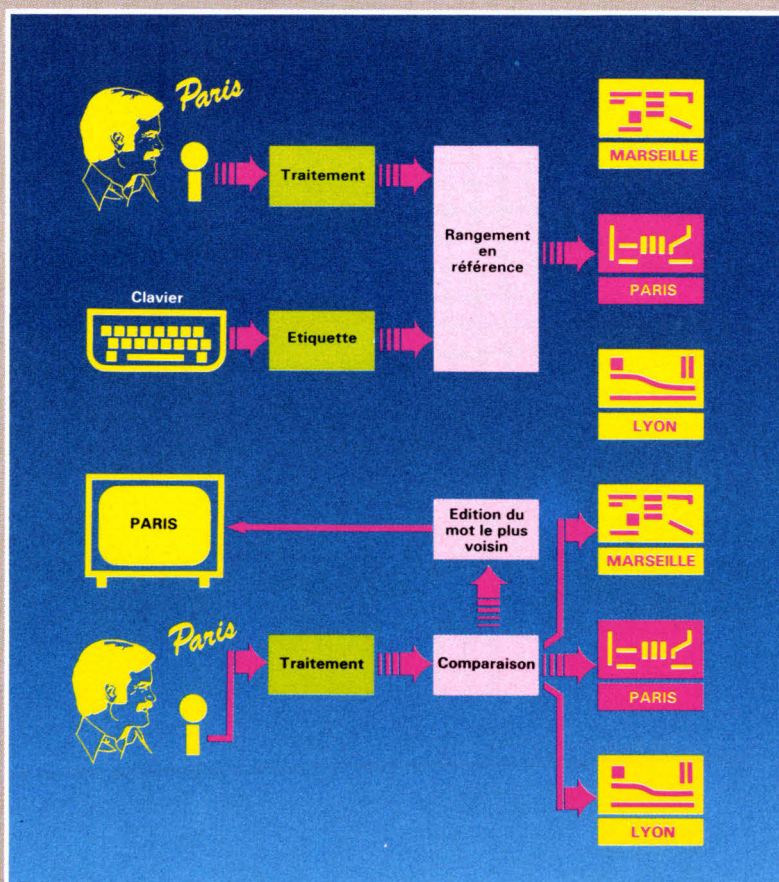 Paris
MARSEILLE
Traitement
Rangement
en
référence
PARIS
Clavier
Etiquette
LYON
PARIS
Edition du
mot le plus
voisin
MARSEILLE
Paris
Traitement
Comparaison
PARIS
LYON